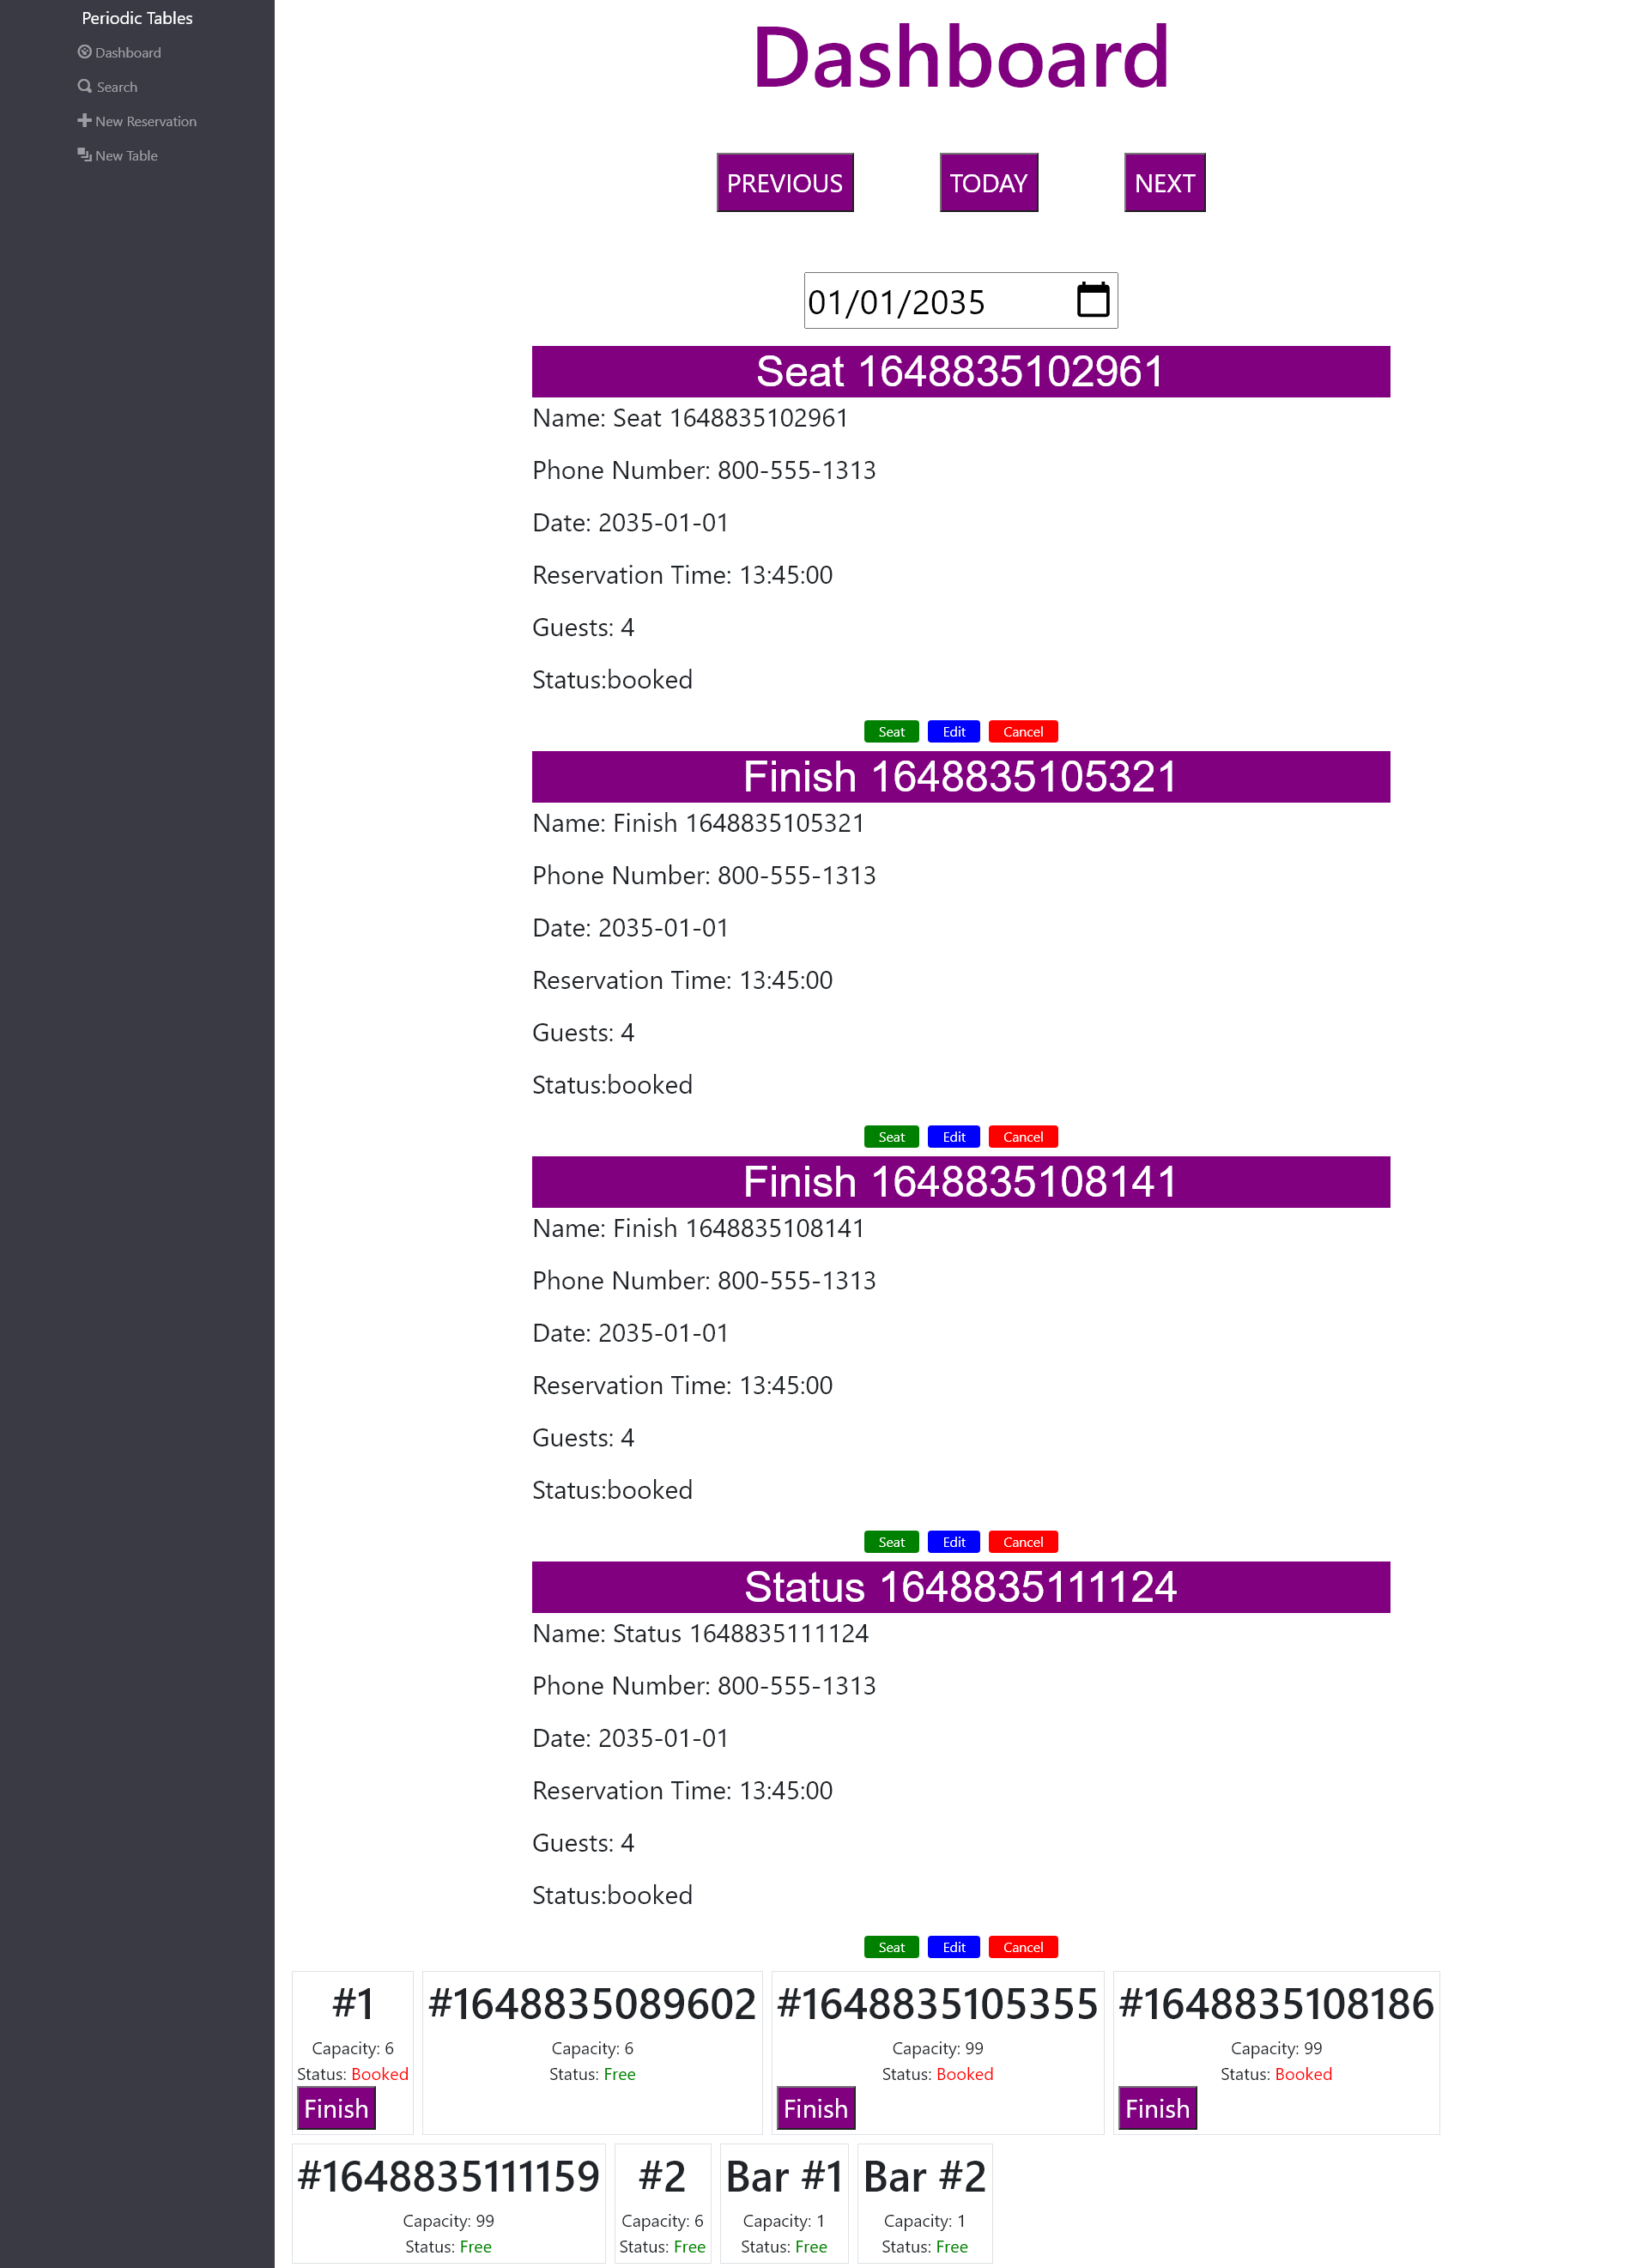 Periodic Tables
Dashboard
Search
New Reservation
New Table
Dashboard
PREVIOUS TODAY NEXT
01/01/2035
Seat 1648835102961
Name: Seat 1648835102961
Phone Number: 800-555-1313
Date: 2035-01-01
Reservation Time: 13:45:00
Guests: 4
Status:booked
Seat Edit Cancel
Finish 1648835105321
Name: Finish 1648835105321
Phone Number: 800-555-1313
Date: 2035-01-01
Reservation Time: 13:45:00
Guests: 4
Status:booked
Seat Edit Cancel
Finish 1648835108141
Name: Finish 1648835108141
Phone Number: 800-555-1313
Date: 2035-01-01
Reservation Time: 13:45:00
Guests: 4
Status:booked
Seat Edit Cancel
Status 1648835111124
Name: Status 1648835111124
Phone Number: 800-555-1313
Date: 2035-01-01
Reservation Time: 13:45:00
Guests: 4
Status:booked
Seat Edit Cancel
#1
Capacity: 6
Status: Booked
Finish
#1648835089602
Capacity: 6
Status: Free
#1648835105355
Capacity: 99
Status: Booked
Finish
#1648835108186
Capacity: 99
Status: Booked
Finish
#1648835111159
Capacity: 99
Status: Free
#2
Capacity: 6
Status: Free
Bar #1
Capacity: 1
Status: Free
Bar #2
Capacity: 1
Status: Free